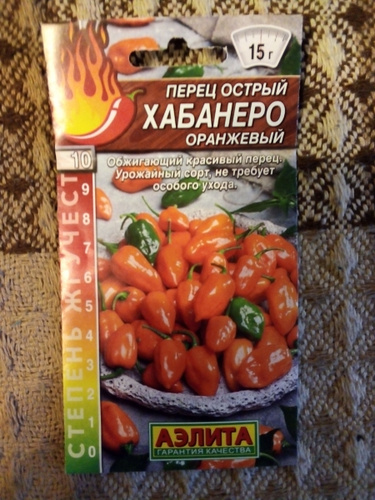 15 г
ПЕРЕЦ ОСТРЫЙ
ХАБАНЕРО
ОРАНЖЕВЫЙ
Обжигающий красивый перец.
Урожайный сорт, не требует
особого ухода.
СТЕПЕНЬ ЖГУЧЕСТИ
10
9
8
7
6
5
4
3
2
1
0
АЭЛИТА
ГАРАНТИЯ КАЧЕСТВА